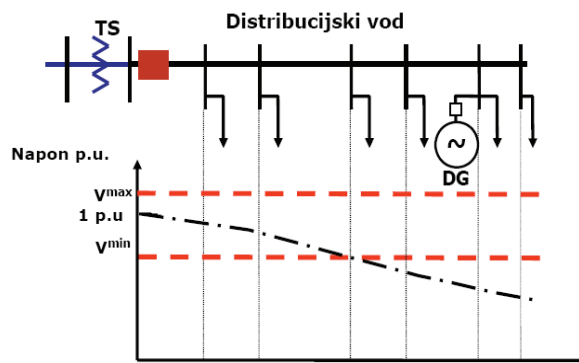 Distribucijski vod
TS
DG
Napon p.u.
Vmax
1 p.u
Vmin